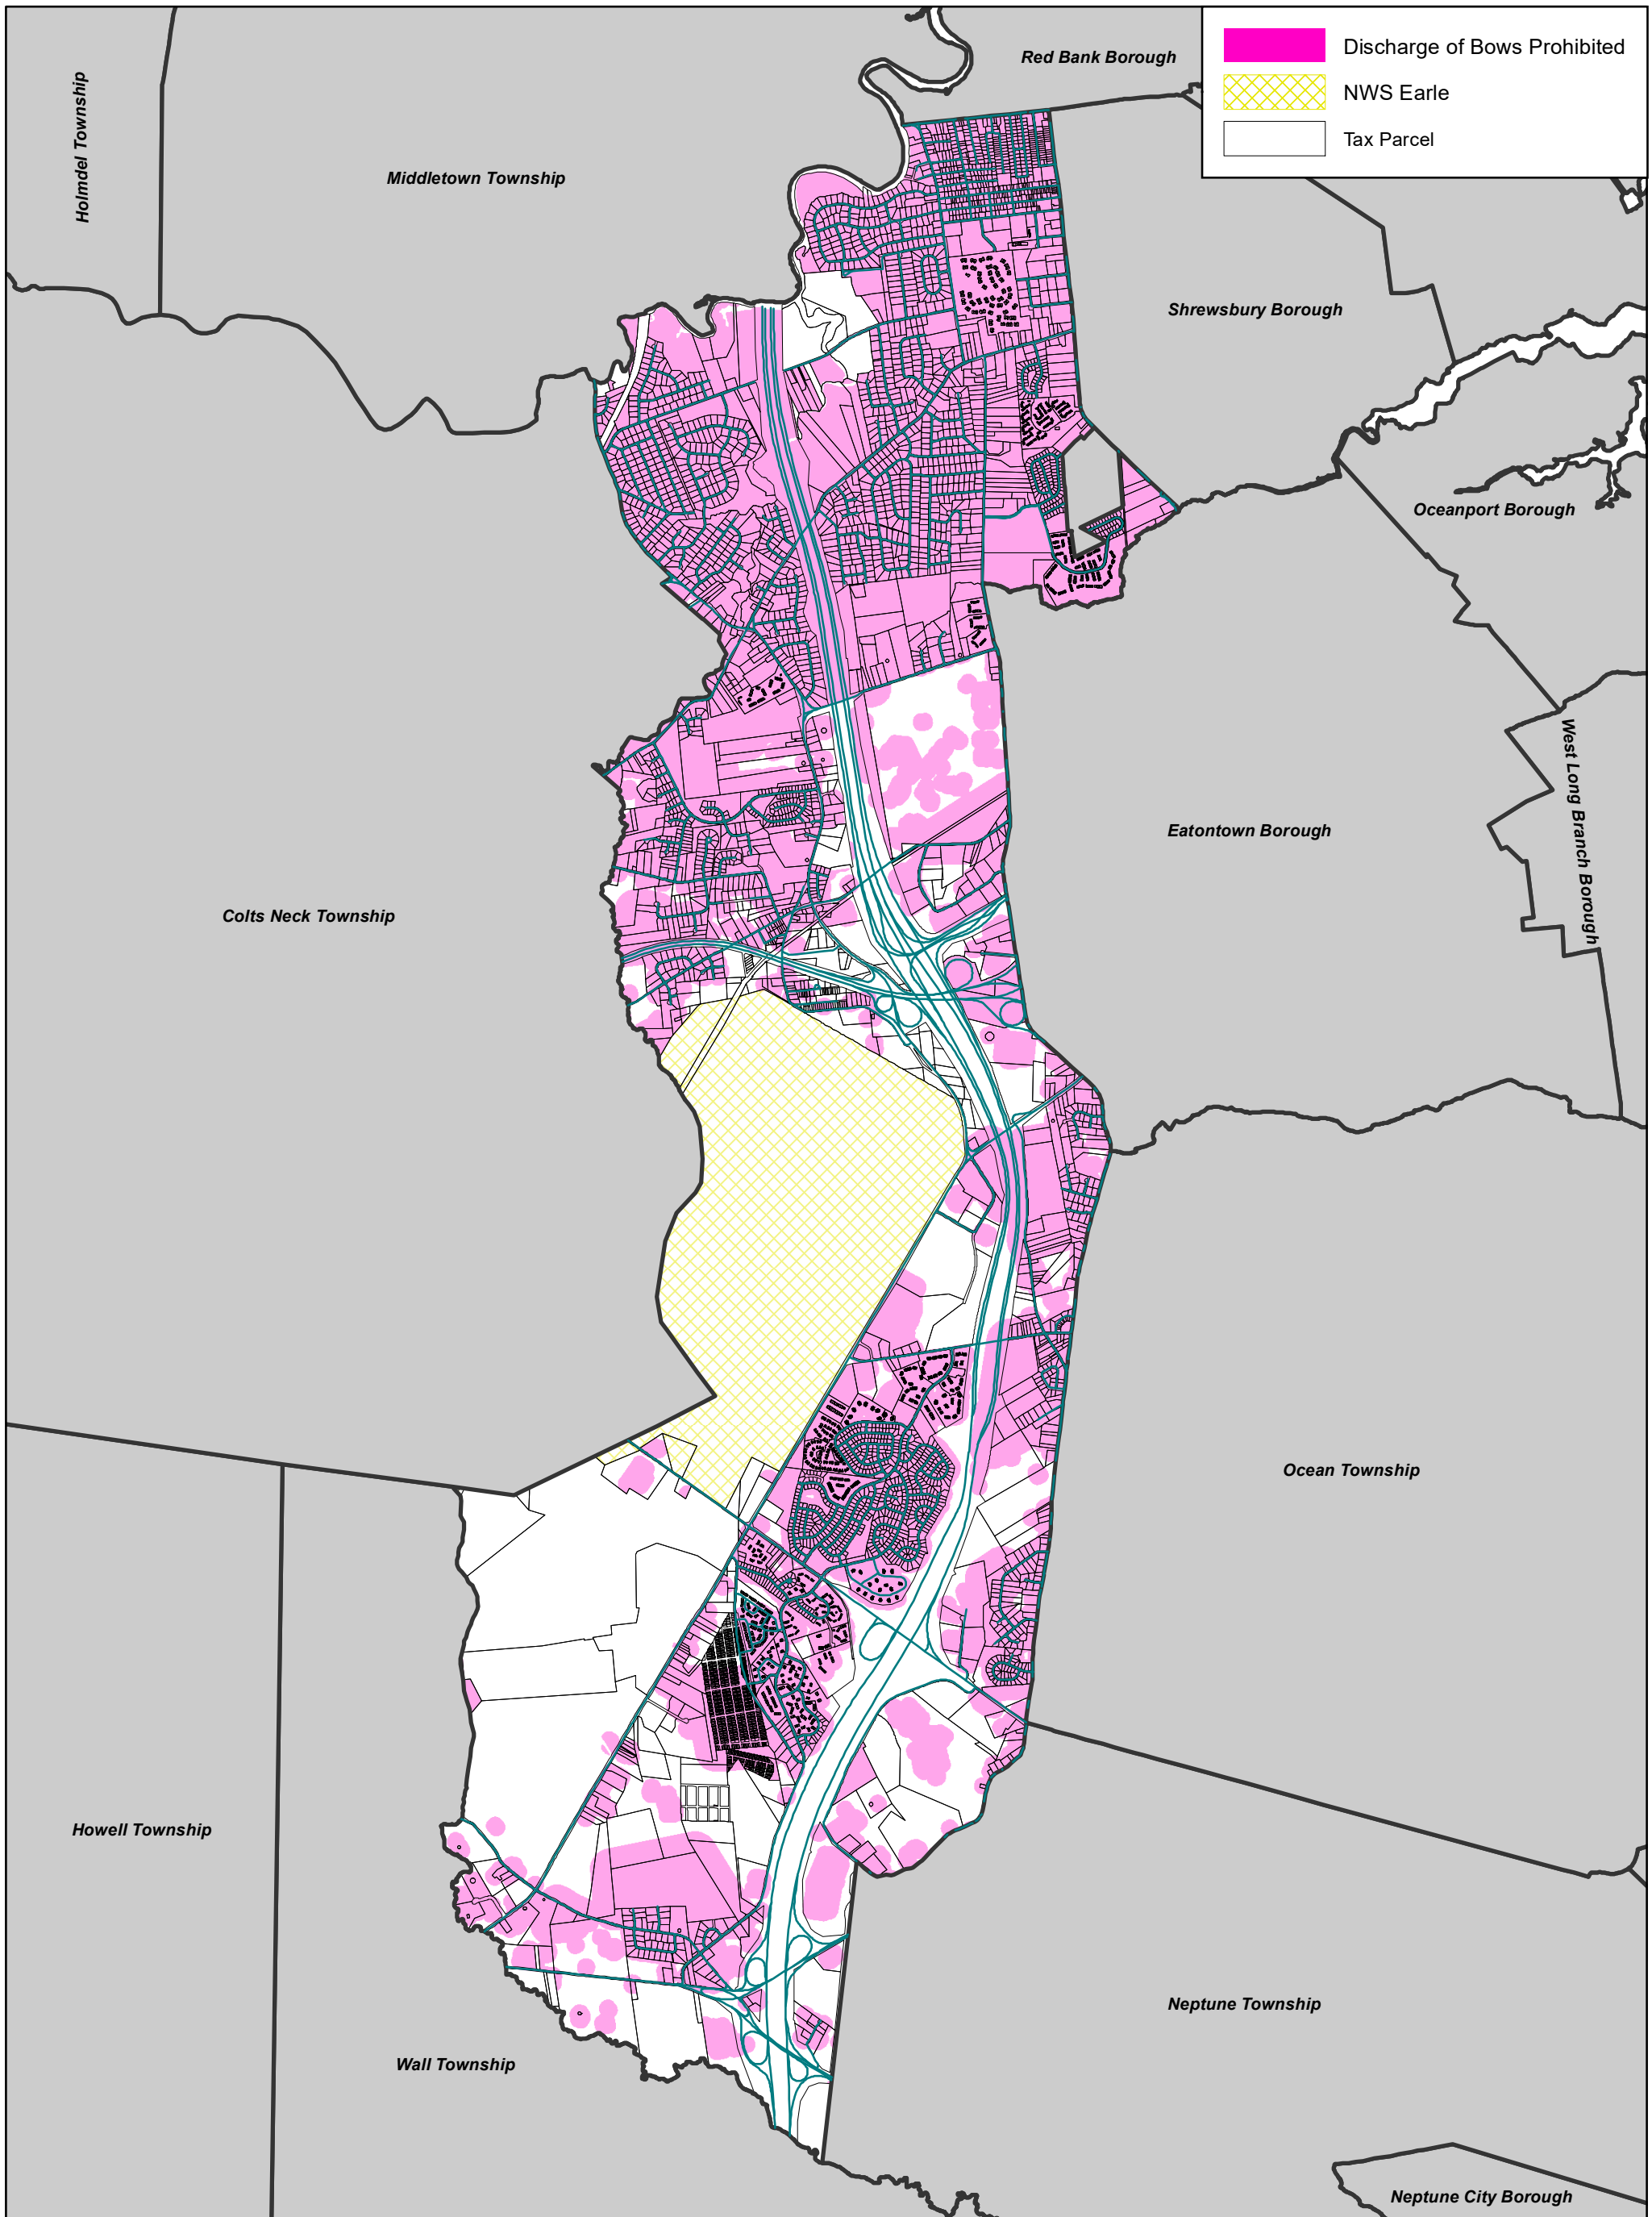 Red Bank Borough
Discharge of Bows Prohibited
NWS Earle
Tax Parcel
Holmdel Township
Middletown Township
Shrewsbury Borough
Oceanport Borough
West Long Branch Borough
Eatontown Borough
Colts Neck Township
Ocean Township
Howell Township
Neptune Township
Wall Township
Neptune City Borough